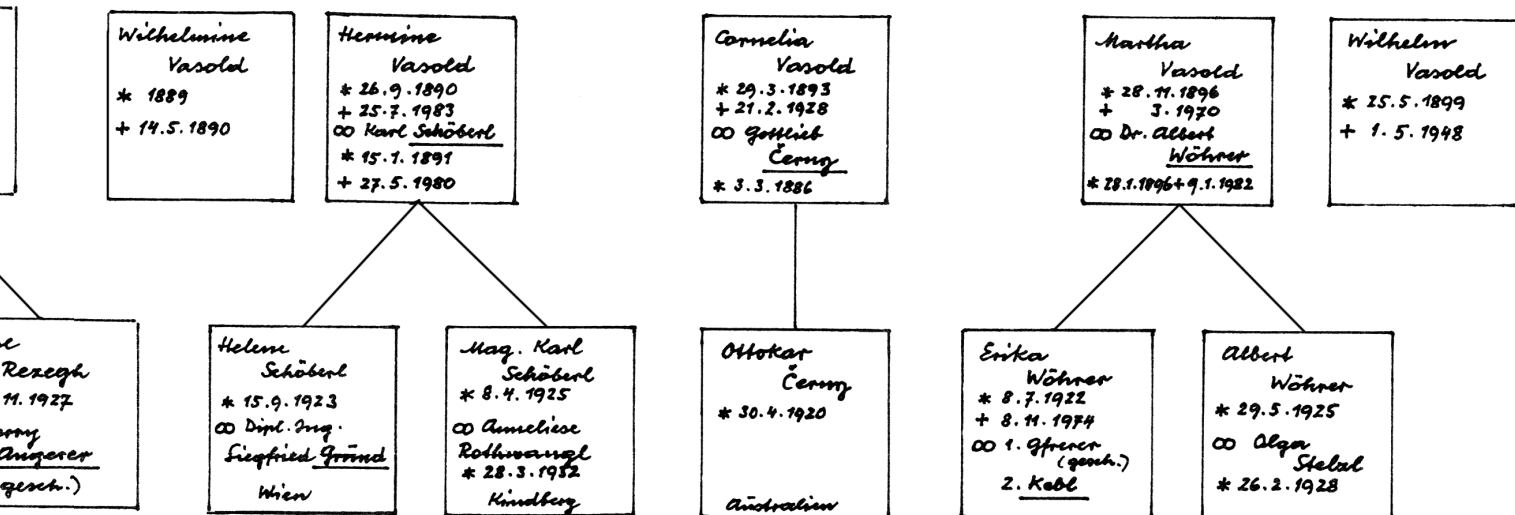 Wilhelmine
Vasold
* 1889
+ 14.5.1890
Hermine
Vasold
* 26.9.1890
+ 25.7.1983
∞ Karl Schöberl
* 15.1.1891
+ 27.5.1980
Cornelia
Vasold
* 29.3.1893
+ 21.2.1928
∞ Gottlieb
Černy
* 3.3.1886
Martha
Vasold
* 28.11.1896
+ 3.1970
∞ Dr. Albert
Wöhrer
* 28.1.1896 + 9.1.1982
Wilhelm
Vasold
* 25.5.1899
+ 1.5.1948
Rezegh
11.1927
Angerer
gesch.)
Helene
Schöberl
* 15.9.1923
∞ Dipl. Ing.
Siegfried
Wien
Mag. Karl
Schöberl
* 8.4.1925
∞ Anneliese
Rothwangl
* 28.3.1932
Kindberg
Ottokar
Černy
* 30.4.1920
Australien
Erika
Wöhrer
* 8.7.1922
+ 8.11.1974
∞ 1. Gfrerer
(gesch.)
2. Kebl
Albert
Wöhrer
* 29.5.1925
∞ Olga
Stelzl
* 26.2.1928